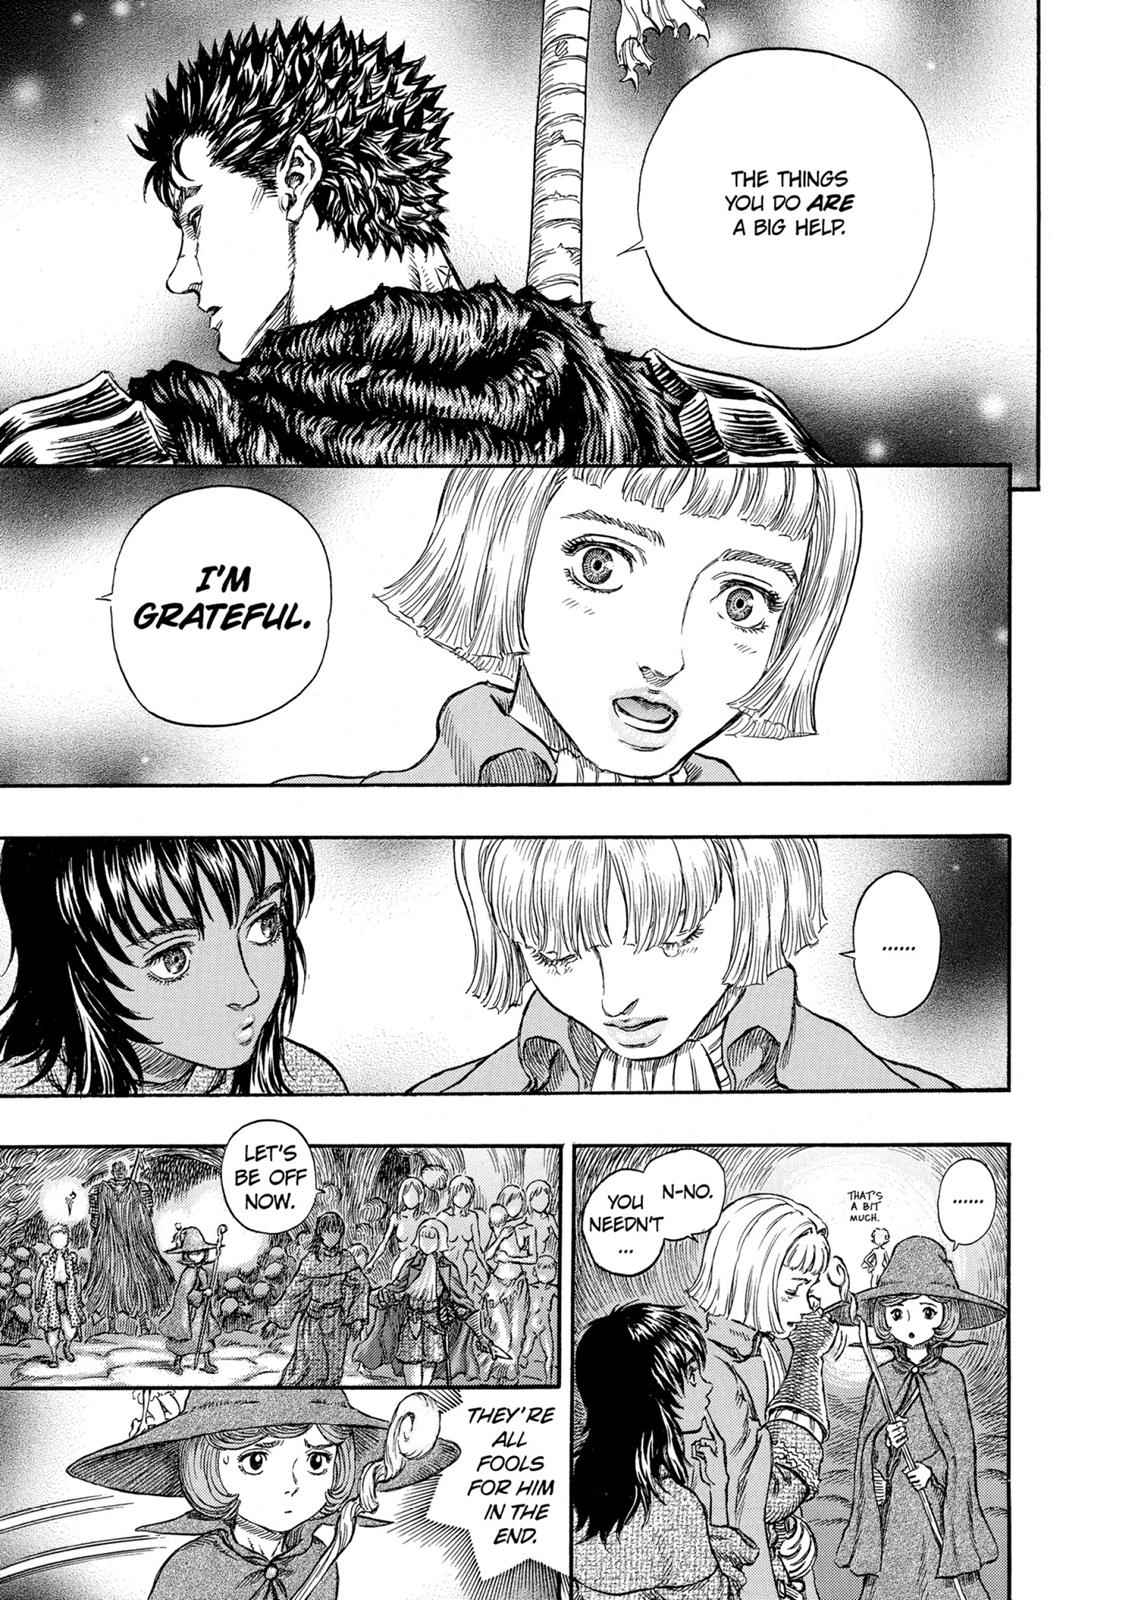 THE THINGS
YOU DO ARE
A BIG HELP.
I'M
GRATEFUL.
......
......
THAT'S
A BIT
MUCH.
N-NO.
YOU
NEEDN'T
...
LET'S
BE OFF
NOW.
THEY'RE
ALL
FOOLS
FOR HIM
IN THE
END.